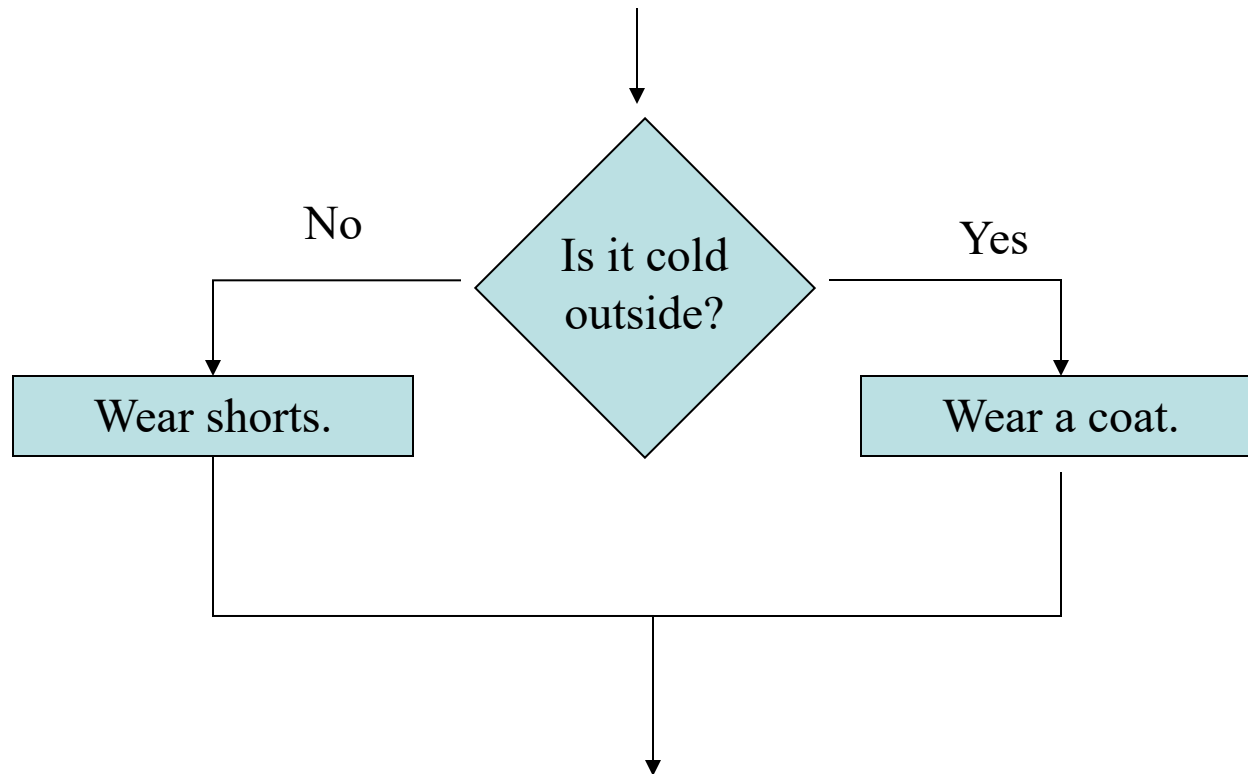 No
Yes
Is it cold
outside?
Wear shorts.
Wear a coat.